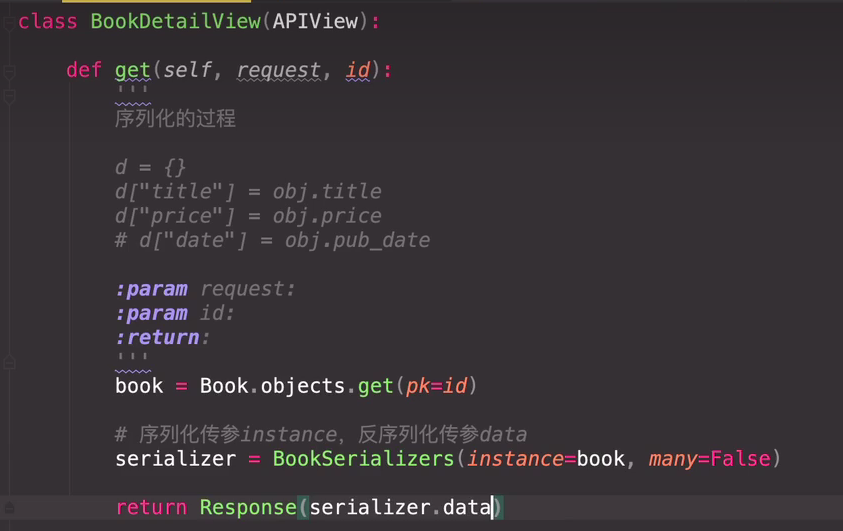 class BookDetailView(APIView):
def get(self, request, id):
'''
序列化的过程
d = {}
d["title"] = obj.title
d["price"] = obj.price
# d["date"] = obj.pub_date
:param request:
:param id:
:return:
'''
book = Book.objects.get(pk=id)
# 序列化传参instance，反序列化传参data
serializer = BookSerializers(instance=book, many=False)
return Response(serializer.data)